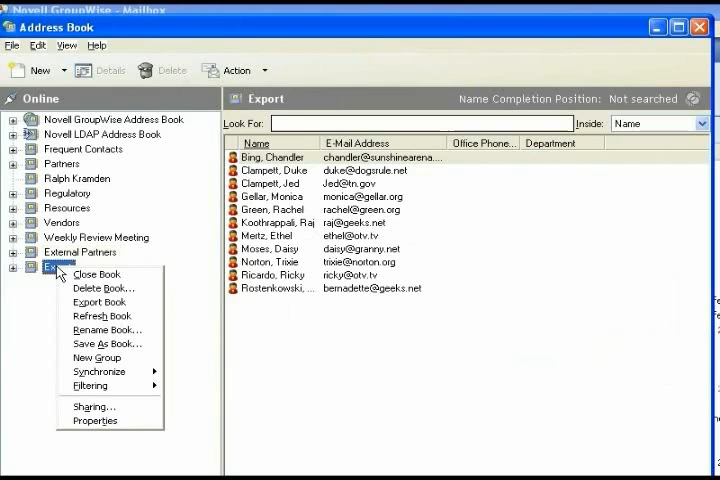 Novell GroupWise - Mailbox
Address Book
File Edit View Help
New Details Delete Action
Online
Export Name Completion Position: Not searched
Look For: Inside: Name
Novell GroupWise Address Book
Novell LDAP Address Book
Frequent Contacts
Partners
Ralph Kramden
Regulatory
Resources
Vendors
Weekly Review Meeting
External Partners
Close Book
Delete Book...
Export Book
Refresh Book
Rename Book...
Save As Book...
New Group
Synchronize
Filtering
Sharing...
Properties
Name E-Mail Address Office Phone... Department
Bing, Chandler chandler@sunshinearena....
Clampett, Duke duke@dogsrule.net
Clampett, Jed Jed@tn.gov
Gellar, Monica monica@gellar.org
Green, Rachel rachel@green.org
Koothrappali, Raj raj@geeks.net
Mertz, Ethel ethel@otv.tv
Moses, Daisy daisy@granny.net
Norton, Trixie trixie@norton.org
Ricardo, Ricky ricky@otv.tv
Rostenkowski, ... bernadette@geeks.net